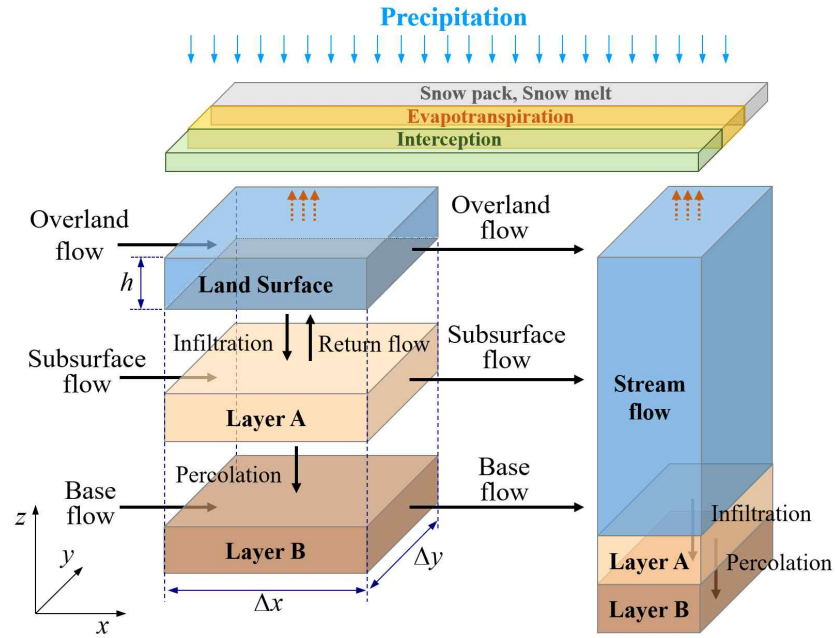 Precipitation
Snow pack, Snow melt
Evapotranspiration
Interception
Overland
flow
Overland
flow
h
Land Surface
Infiltration
Return flow
Subsurface
flow
Subsurface
flow
Layer A
Stream
flow
Percolation
Base
flow
Base
flow
Layer B
Infiltration
Layer A
Percolation
Layer B
z
y
x
Δx
Δy